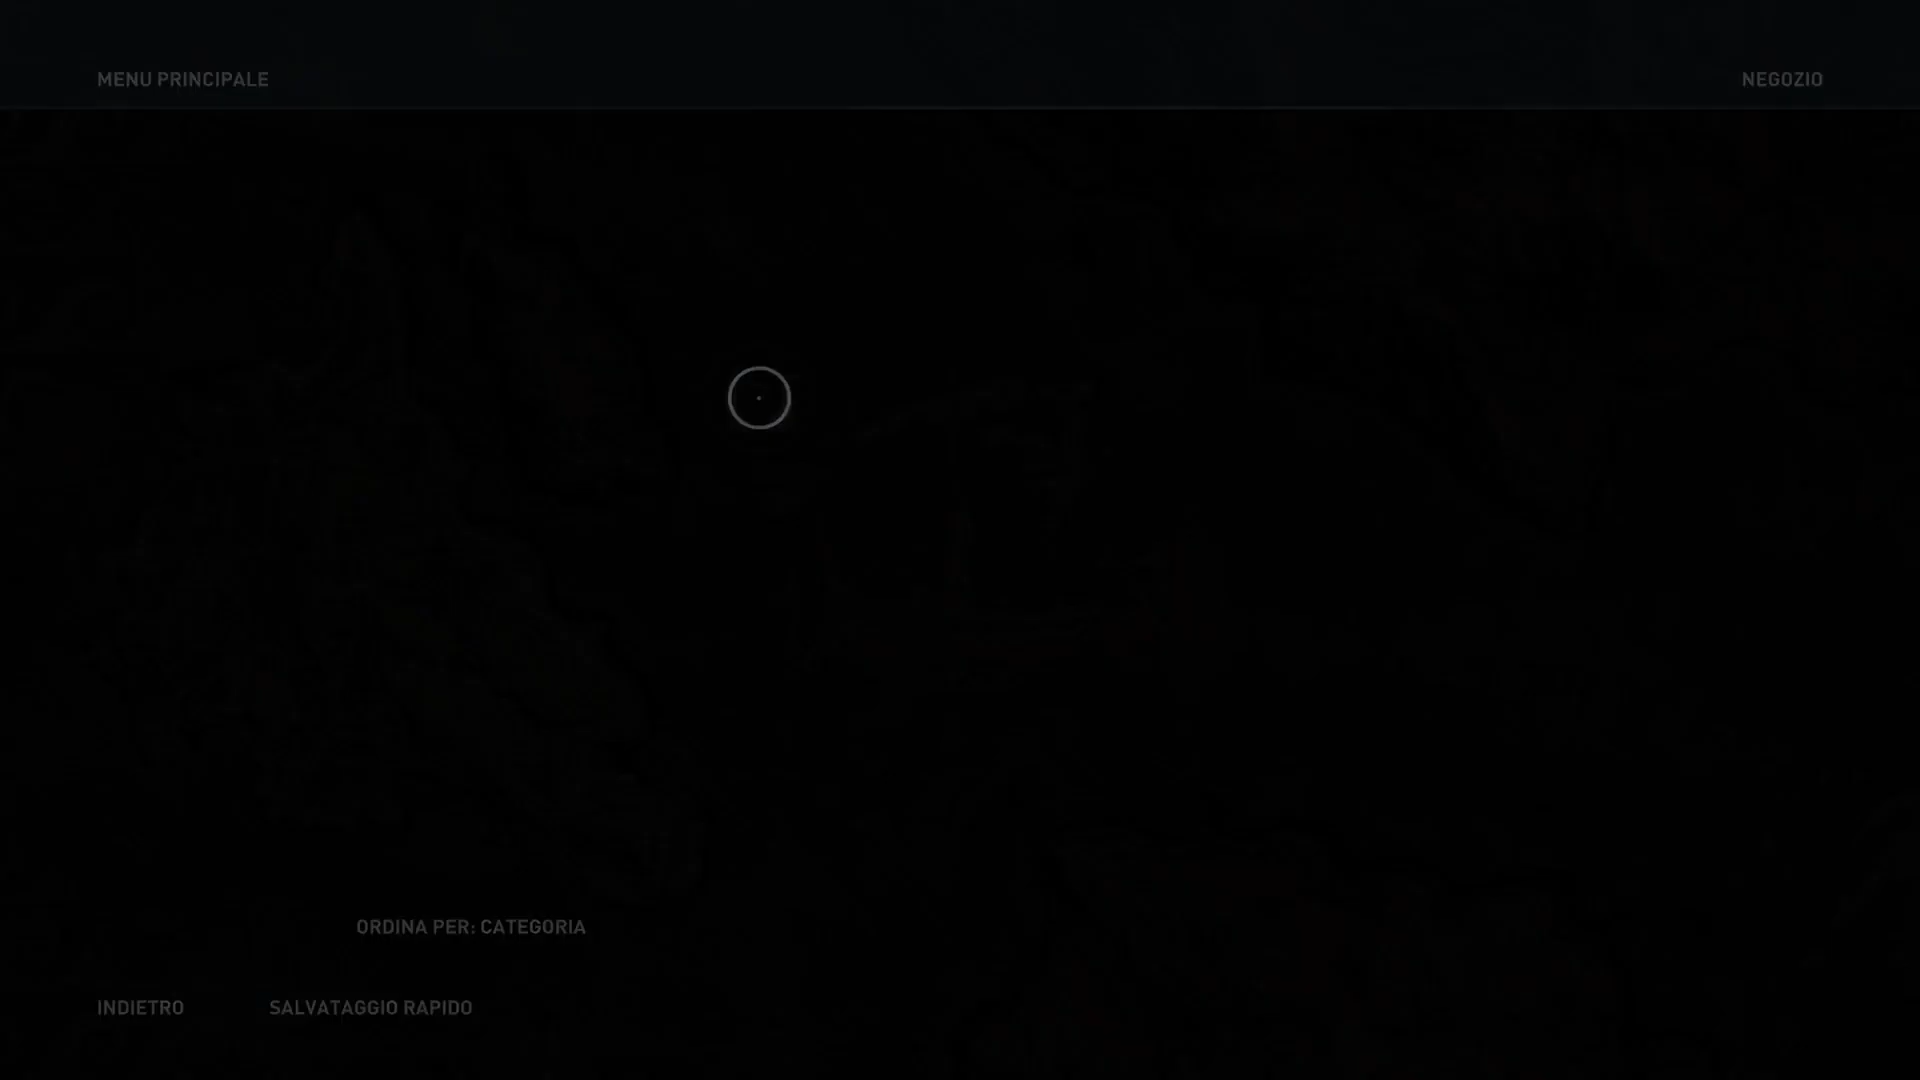 MENU PRINCIPALE
NEGOZIO
ORDINA PER: CATEGORIA
INDIETRO
SALVATAGGIO RAPIDO